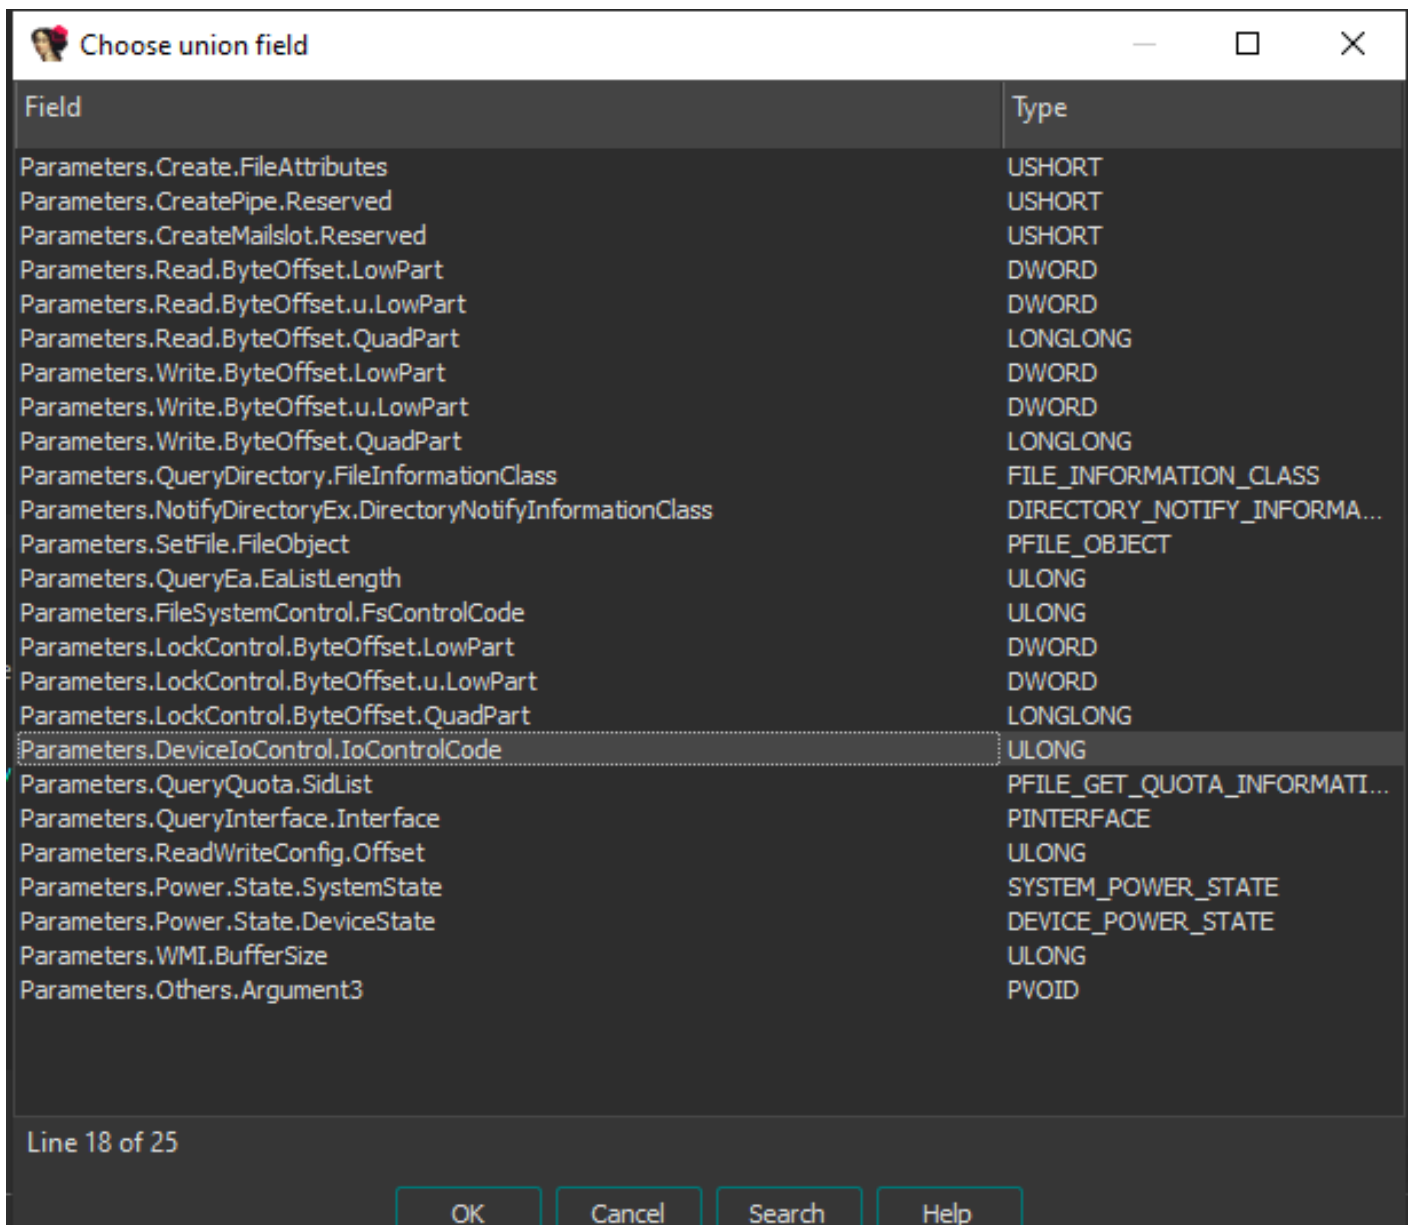 Choose union field
Field Type
Parameters.Create.FileAttributes USHORT
Parameters.CreatePipe.Reserved USHORT
Parameters.CreateMailslot.Reserved USHORT
Parameters.Read.ByteOffset.LowPart DWORD
Parameters.Read.ByteOffset.u.LowPart DWORD
Parameters.Read.ByteOffset.QuadPart LONGLONG
Parameters.Write.ByteOffset.LowPart DWORD
Parameters.Write.ByteOffset.u.LowPart DWORD
Parameters.Write.ByteOffset.QuadPart LONGLONG
Parameters.QueryDirectory.FileInformationClass FILE_INFORMATION_CLASS
Parameters.NotifyDirectoryEx.DirectoryNotifyInformationClass DIRECTORY_NOTIFY_INFORMA...
Parameters.SetFile.FileObject PFILE_OBJECT
Parameters.QueryEa.EaListLength ULONG
Parameters.FileSystemControl.FsControlCode ULONG
Parameters.LockControl.ByteOffset.LowPart DWORD
Parameters.LockControl.ByteOffset.u.LowPart DWORD
Parameters.LockControl.ByteOffset.QuadPart LONGLONG
Parameters.DeviceIoControl.IoControlCode ULONG
Parameters.QueryQuota.SidList PFILE_GET_QUOTA_INFORMATI...
Parameters.QueryInterface.Interface PINTERFACE
Parameters.ReadWriteConfig.Offset ULONG
Parameters.Power.State.SystemState SYSTEM_POWER_STATE
Parameters.Power.State.DeviceState DEVICE_POWER_STATE
Parameters.WMI.BufferSize ULONG
Parameters.Others.Argument3 PVOID
Line 18 of 25
OK Cancel Search Help